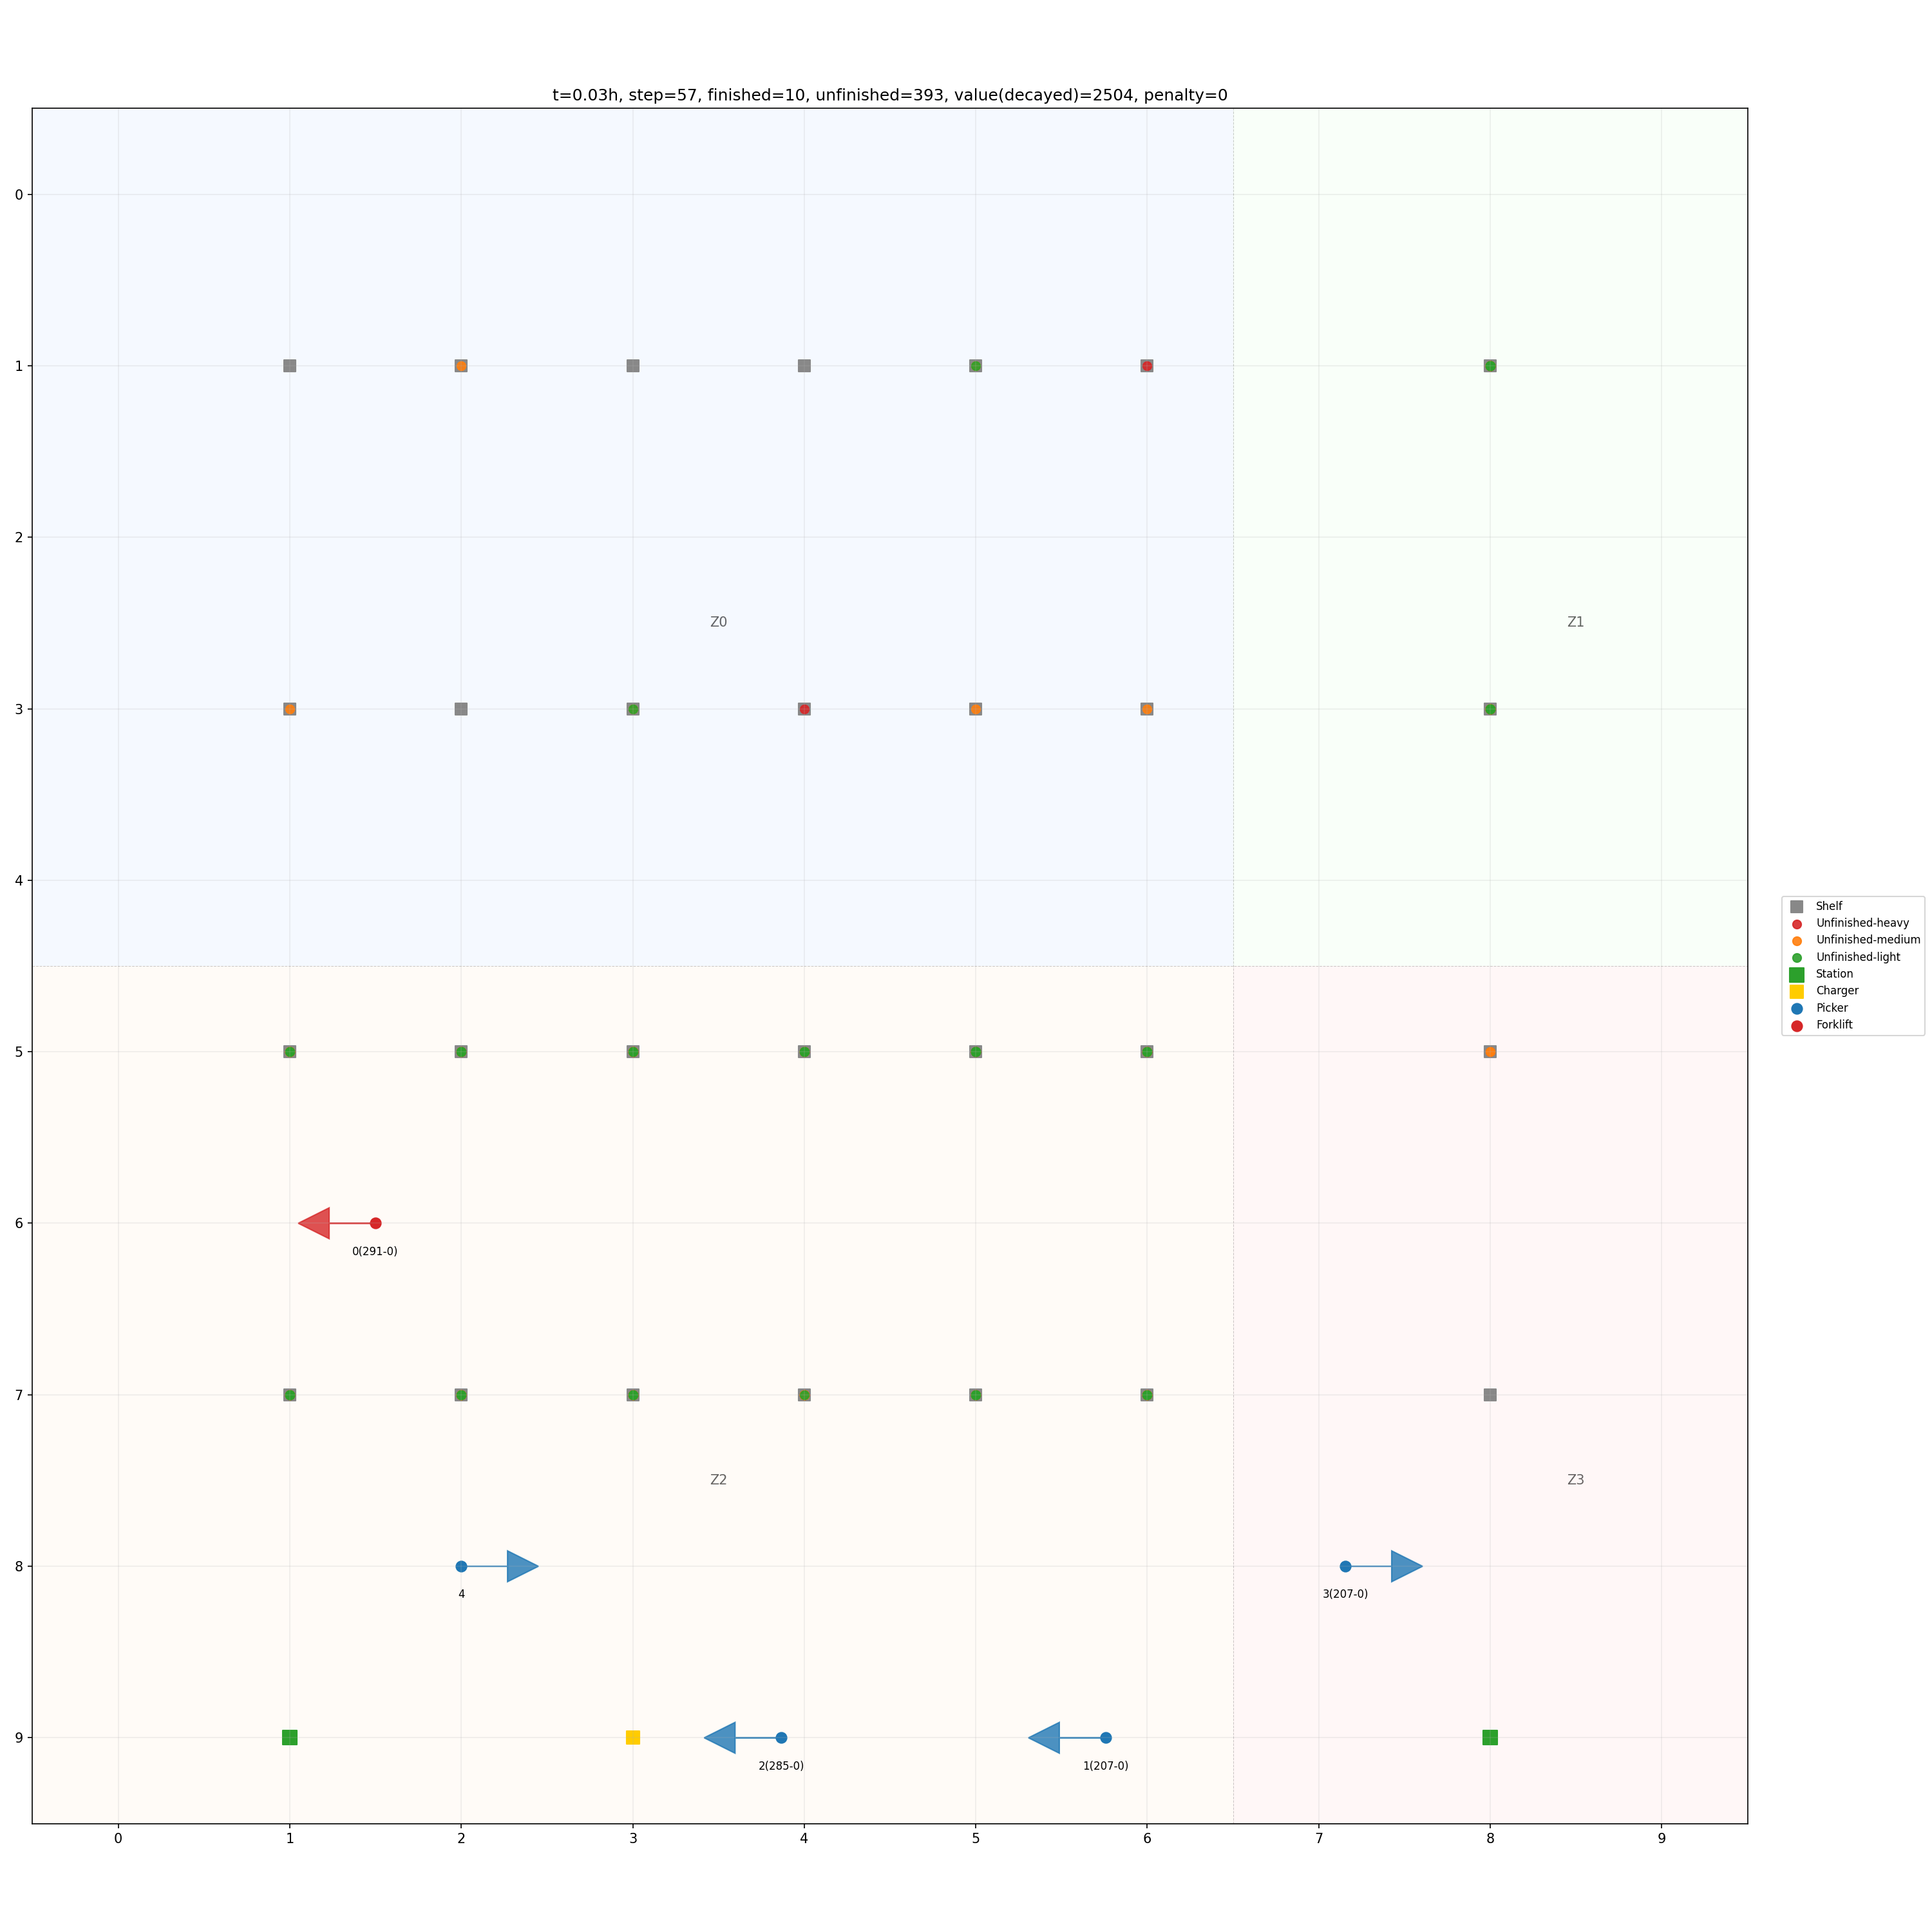 t=0.03h, step=57, finished=10, unfinished=393, value(decayed)=2504, penalty=0
0
1
2
Z0
Z1
3
4
Shelf
Unfinished-heavy
Unfinished-medium
Unfinished-light
Station
Charger
Picker
Forklift
5
6
0(291-0)
7
Z2
Z3
8
4
3(207-0)
9
2(285-0)
1(207-0)
0 1 2 3 4 5 6 7 8 9